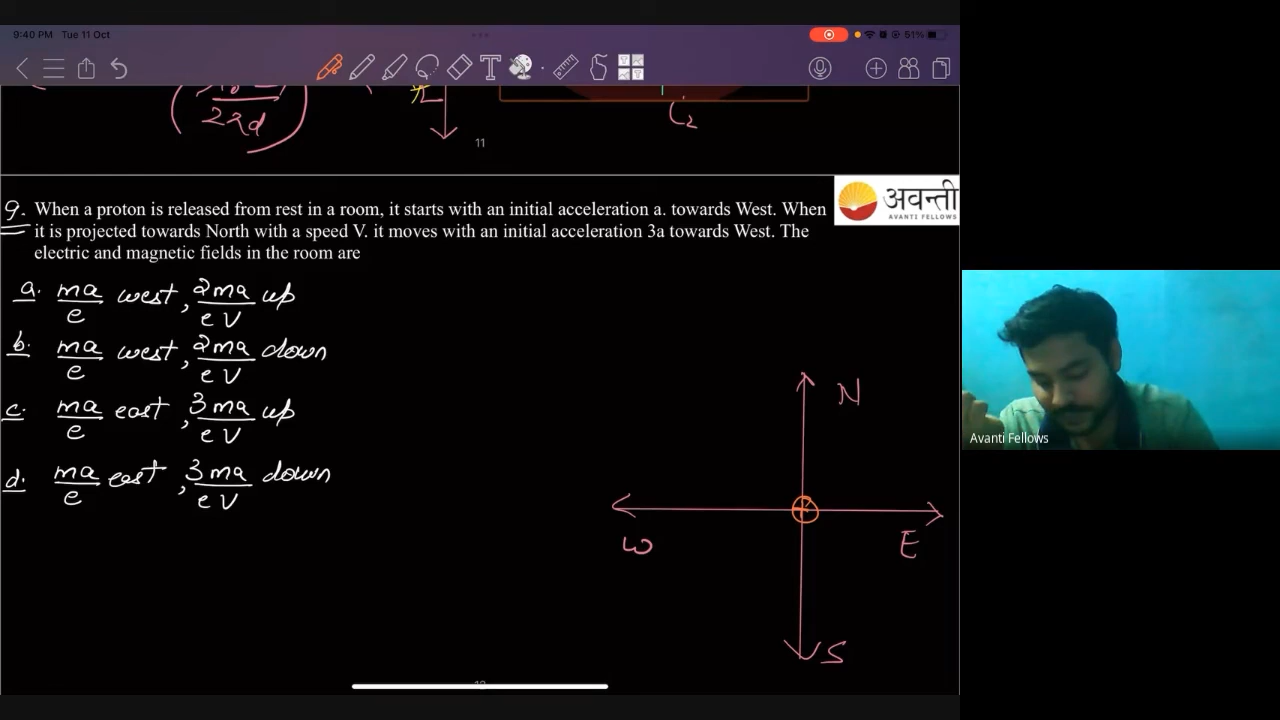 9:40 PM Tue 11 Oct
51%
22d
L
C2
11
अवन्ती
AVANTI FELLOWS
9. When a proton is released from rest in a room, it starts with an initial acceleration a. towards West. When
it is projected towards North with a speed V. it moves with an initial acceleration 3a towards West. The
electric and magnetic fields in the room are
a. ma/e west, 2ma/eV up
b. ma/e west, 2ma/eV down
c. ma/e east, 3ma/eV up
d. ma/e east, 3ma/eV down
N
W
E
S
12
Avanti Fellows